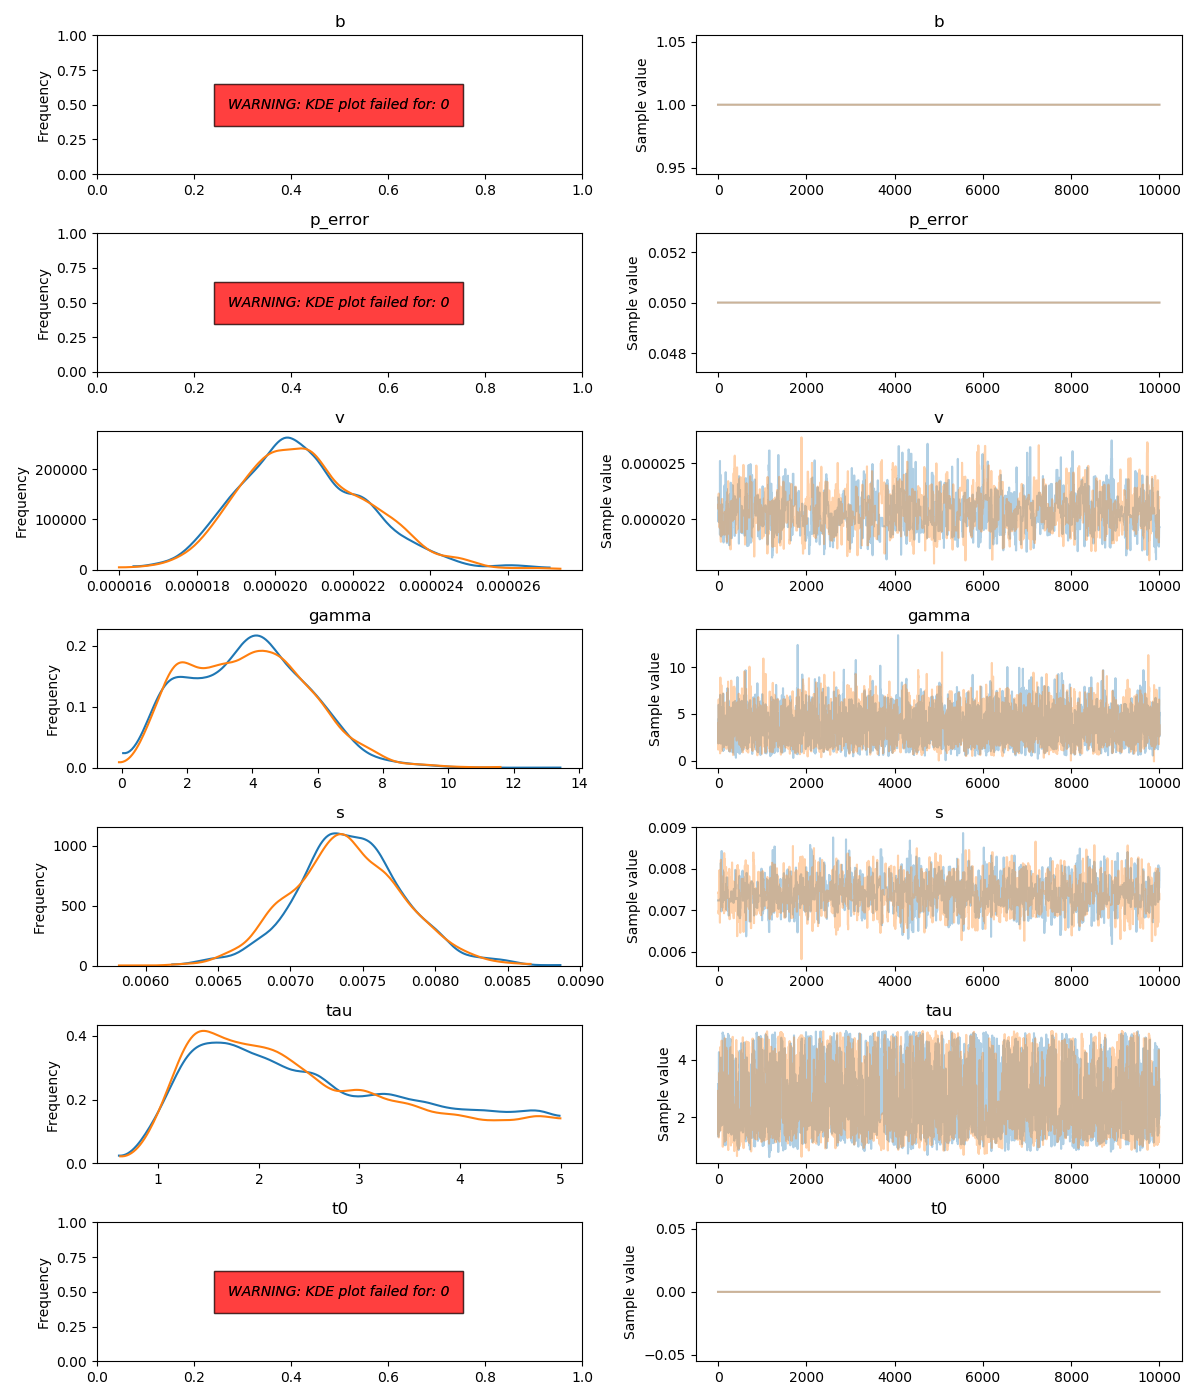 b
b
Frequency
1.00
0.75
0.50
0.25
0.00
WARNING: KDE plot failed for: 0
0.0 0.2 0.4 0.6 0.8 1.0
Sample value
1.05
1.00
0.95
0 2000 4000 6000 8000 10000
p_error
p_error
Frequency
1.00
0.75
0.50
0.25
0.00
WARNING: KDE plot failed for: 0
0.0 0.2 0.4 0.6 0.8 1.0
Sample value
0.052
0.050
0.048
0 2000 4000 6000 8000 10000
v
v
Frequency
200000
100000
0
0.000016 0.000018 0.000020 0.000022 0.000024 0.000026
Sample value
0.000025
0.000020
0 2000 4000 6000 8000 10000
gamma
gamma
Frequency
0.2
0.1
0.0
0 2 4 6 8 10 12 14
Sample value
10
5
0
0 2000 4000 6000 8000 10000
s
s
Frequency
1000
500
0
0.0060 0.0065 0.0070 0.0075 0.0080 0.0085 0.0090
Sample value
0.009
0.008
0.007
0.006
0 2000 4000 6000 8000 10000
tau
tau
Frequency
0.4
0.2
0.0
1 2 3 4 5
Sample value
4
2
0 2000 4000 6000 8000 10000
t0
t0
Frequency
1.00
0.75
0.50
0.25
0.00
WARNING: KDE plot failed for: 0
0.0 0.2 0.4 0.6 0.8 1.0
Sample value
0.05
0.00
−0.05
0 2000 4000 6000 8000 10000